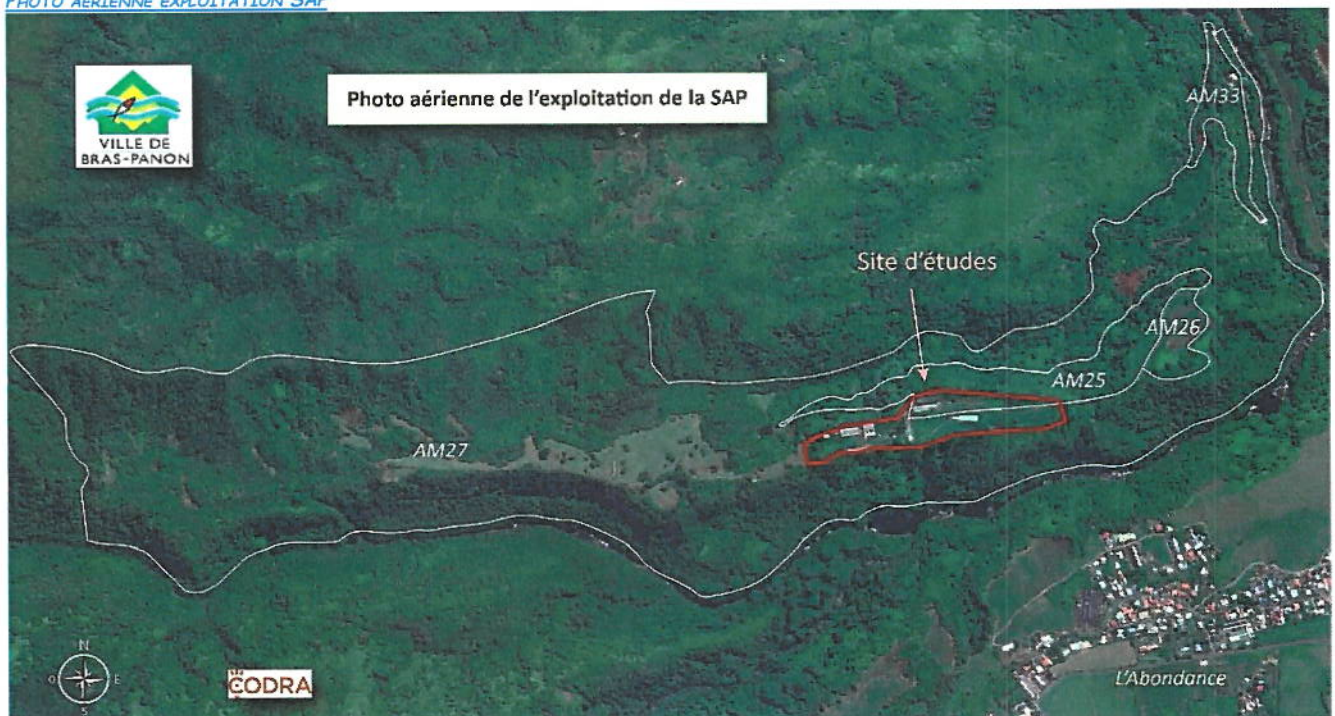 PHOTO AÉRIENNE EXPLOITATION SAP
VILLE DE
BRAS-PANON
Photo aérienne de l'exploitation de la SAP
AM33
Site d'études
AM26
AM25
AM27
N
O E
S
CODRA
L'Abondance